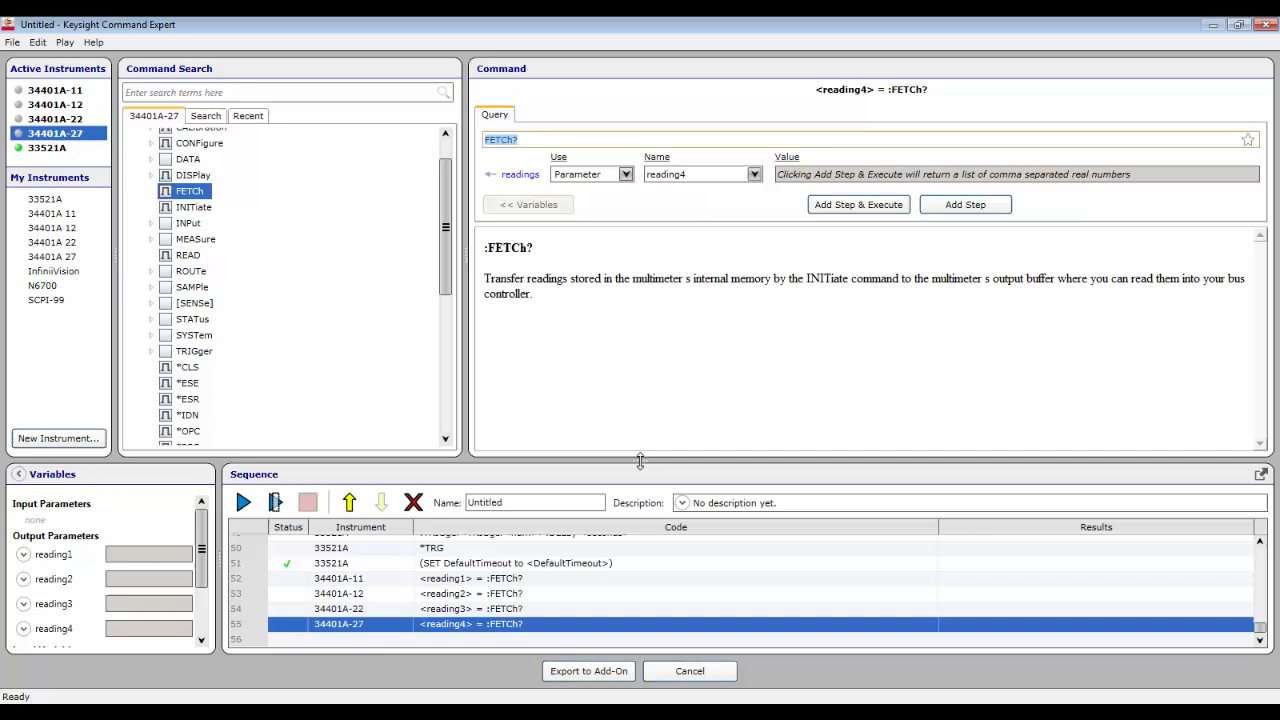 Untitled - Keysight Command Expert
File Edit Play Help
Active Instruments
34401A-11
34401A-12
34401A-22
34401A-27
33521A
My Instruments
33521A
34401A 11
34401A 12
34401A 22
34401A 27
InfiniiVision
N6700
SCPI-99
New Instrument...
Command Search
Enter search terms here
34401A-27 Search Recent
CALibration
CONFigure
DATA
DISPlay
FETCh
INITiate
INPut
MEASure
READ
ROUTe
SAMPle
[SENSe]
STATus
SYSTem
TRIGger
*CLS
*ESE
*ESR
*IDN
*OPC
Command
<reading4> = :FETCh?
Query
FETCh?
Use Name Value
readings Parameter reading4 Clicking Add Step & Execute will return a list of comma separated real numbers
<< Variables Add Step & Execute Add Step
:FETCh?
Transfer readings stored in the multimeter s internal memory by the INITiate command to the multimeter s output buffer where you can read them into your bus
controller.
Variables
Input Parameters
none
Output Parameters
reading1
reading2
reading3
reading4
Sequence
Name: Untitled Description: No description yet.
Status Instrument Code Results
50 33521A *TRG
51 33521A (SET DefaultTimeout to <DefaultTimeout>)
52 34401A-11 <reading1> = :FETCh?
53 34401A-12 <reading2> = :FETCh?
54 34401A-22 <reading3> = :FETCh?
55 34401A-27 <reading4> = :FETCh?
56
Export to Add-On Cancel
Ready